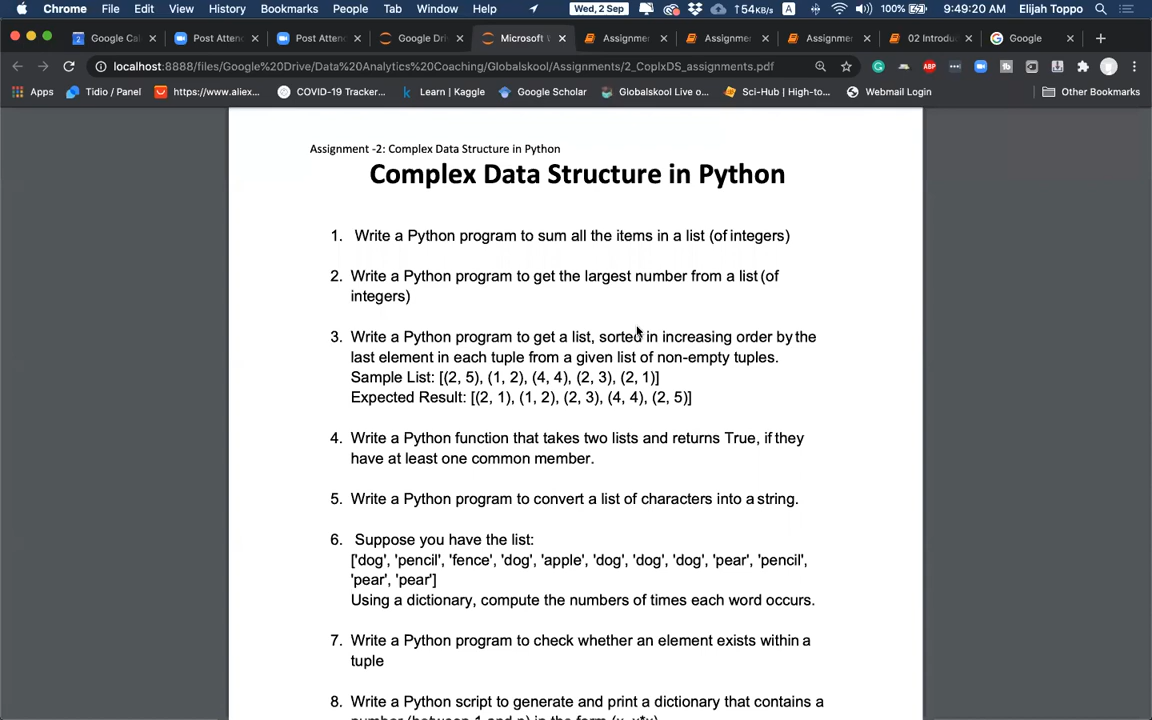 Chrome File Edit View History Bookmarks People Tab Window Help Wed, 2 Sep 54KB/s A 100% 9:49:20 AM Elijah Toppo
2 Google Ca Post Atten Post Atten Google Dri Microsoft Assignme Assignme Assignme 02 Introdu Google
localhost:8888/files/Google%20Drive/Data%20Analytics%20Coaching/Globalskool/Assignments/2_CoplxDS_assignments.pdf ABP
Apps Tidio / Panel https://www.aliex... COVID-19 Tracker... Learn | Kaggle Google Scholar Globalskool Live o... Sci-Hub | High-to... Webmail Login Other Bookmarks
Assignment -2: Complex Data Structure in Python
Complex Data Structure in Python
1. Write a Python program to sum all the items in a list (of integers)
2. Write a Python program to get the largest number from a list (of
integers)
3. Write a Python program to get a list, sorted in increasing order by the
last element in each tuple from a given list of non-empty tuples.
Sample List: [(2, 5), (1, 2), (4, 4), (2, 3), (2, 1)]
Expected Result: [(2, 1), (1, 2), (2, 3), (4, 4), (2, 5)]
4. Write a Python function that takes two lists and returns True, if they
have at least one common member.
5. Write a Python program to convert a list of characters into a string.
6. Suppose you have the list:
['dog', 'pencil', 'fence', 'dog', 'apple', 'dog', 'dog', 'dog', 'pear', 'pencil',
'pear', 'pear']
Using a dictionary, compute the numbers of times each word occurs.
7. Write a Python program to check whether an element exists within a
tuple
8. Write a Python script to generate and print a dictionary that contains a
number (between 1 and n) in the form (x, x*x)